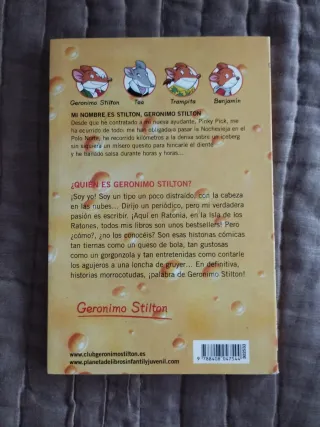 Geronimo Stilton Tea Trampita Benjamín
MI NOMBRE ES STILTON, GERONIMO STILTON
Desde que he contratado a mi nueva ayudante, Pinky Pick, me
ha ocurrido de todo: me han obligado a pasar la Nochevieja en el
Polo Norte, he recorrido kilómetros a la deriva sobre un iceberg
sin siquiera un mísero quesito para hincarle el diente
y he bailado salsa durante horas y horas...
¿QUIÉN ES GERONIMO STILTON?
¡Soy yo! Soy un tipo un poco distraído, con la cabeza
en las nubes... Dirijo un periódico, pero mi verdadera
pasión es escribir. ¡Aquí en Ratonia, en la Isla de los
Ratones, todos mis libros son unos bestsellers! Pero
¿cómo?, ¿no los conocéis? Son esas historias cómicas
tan tiernas como un queso de bola, tan gustosas
como un gorgonzola y tan entretenidas como contarle
los agujeros a una loncha de gruyer... En definitiva,
historias morrocotudas, ¡palabra de Geronimo Stilton!
Geronimo Stilton
www.clubgeronimostilton.es
www.planetadelibrosinfantilyjuvenil.com